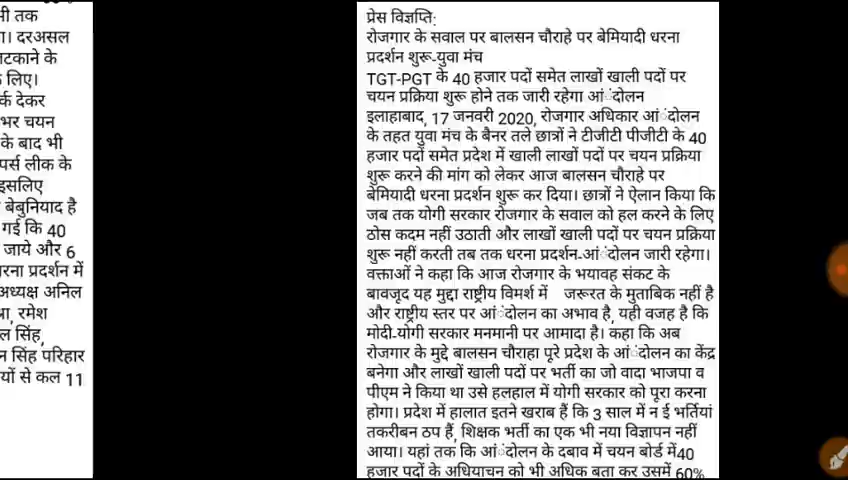 मी तक
ा। दरअसल
लटकाने के
लिए।
र्क देकर
भर चयन
के बाद भी
पर्स लीक के
इसलिए
बेबुनियाद है
गई कि 40
जाये और 6
रना प्रदर्शन में
अध्यक्ष अनिल
रमेश
ल सिंह,
न सिंह परिहार
यों से कल 11
प्रेस विज्ञप्ति:
रोजगार के सवाल पर बालसन चौराहे पर बेमियादी धरना
प्रदर्शन शुरू-युवा मंच
TGT-PGT के 40 हजार पदों समेत लाखों खाली पदों पर
चयन प्रक्रिया शुरू होने तक जारी रहेगा आंंदोलन
इलाहाबाद, 17 जनवरी 2020, रोजगार अधिकार आंंदोलन
के तहत युवा मंच के बैनर तले छात्रों ने टीजीटी पीजीटी के 40
हजार पदों समेत प्रदेश में खाली लाखों पदों पर चयन प्रक्रिया
शुरू करने की मांग को लेकर आज बालसन चौराहे पर
बेमियादी धरना प्रदर्शन शुरू कर दिया। छात्रों ने ऐलान किया कि
जब तक योगी सरकार रोजगार के सवाल को हल करने के लिए
ठोस कदम नहीं उठाती और लाखों खाली पदों पर चयन प्रक्रिया
शुरू नहीं करती तब तक धरना प्रदर्शन-आंंदोलन जारी रहेगा।
वक्ताओं ने कहा कि आज रोजगार के भयावह संकट के
बावजूद यह मुद्दा राष्ट्रीय विमर्श में जरूरत के मुताबिक नहीं है
और राष्ट्रीय स्तर पर आंंदोलन का अभाव है, यही वजह है कि
मोदी-योगी सरकार मनमानी पर आमादा है। कहा कि अब
रोजगार के मुद्दे बालसन चौराहा पूरे प्रदेश के आंंदोलन का केंद्र
बनेगा और लाखों खाली पदों पर भर्ती का जो वादा भाजपा व
पीएम ने किया था उसे हलहाल में योगी सरकार को पूरा करना
होगा। प्रदेश में हालात इतने खराब हैं कि 3 साल में न ई भर्तियां
तकरीबन ठप हैं, शिक्षक भर्ती का एक भी नया विज्ञापन नहीं
आया। यहां तक कि आंंदोलन के दबाव में चयन बोर्ड में40
हजार पदों के अधियाचन को भी अधिक बता कर उसमें 60%